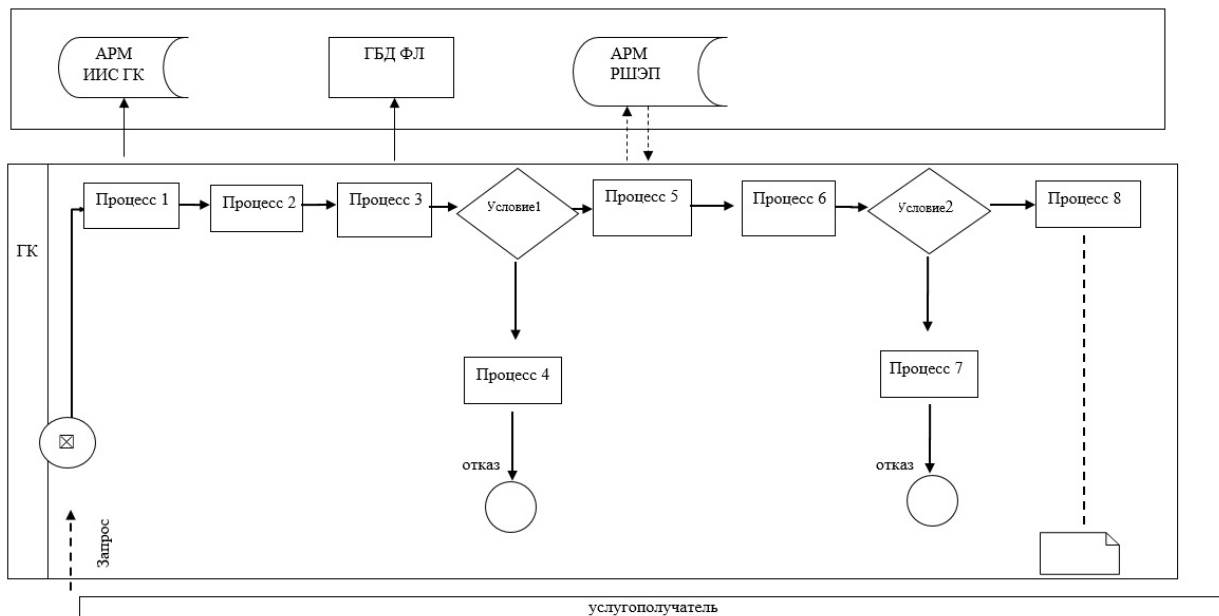 АРМ
ИИС ГК
ГБД ФЛ
АРМ
РШЭП
ГК
Процесс 1
Процесс 2
Процесс 3
Условие1
Процесс 5
Процесс 6
Условие2
Процесс 8
Процесс 4
Процесс 7
отказ
отказ
Запрос
услугополучатель